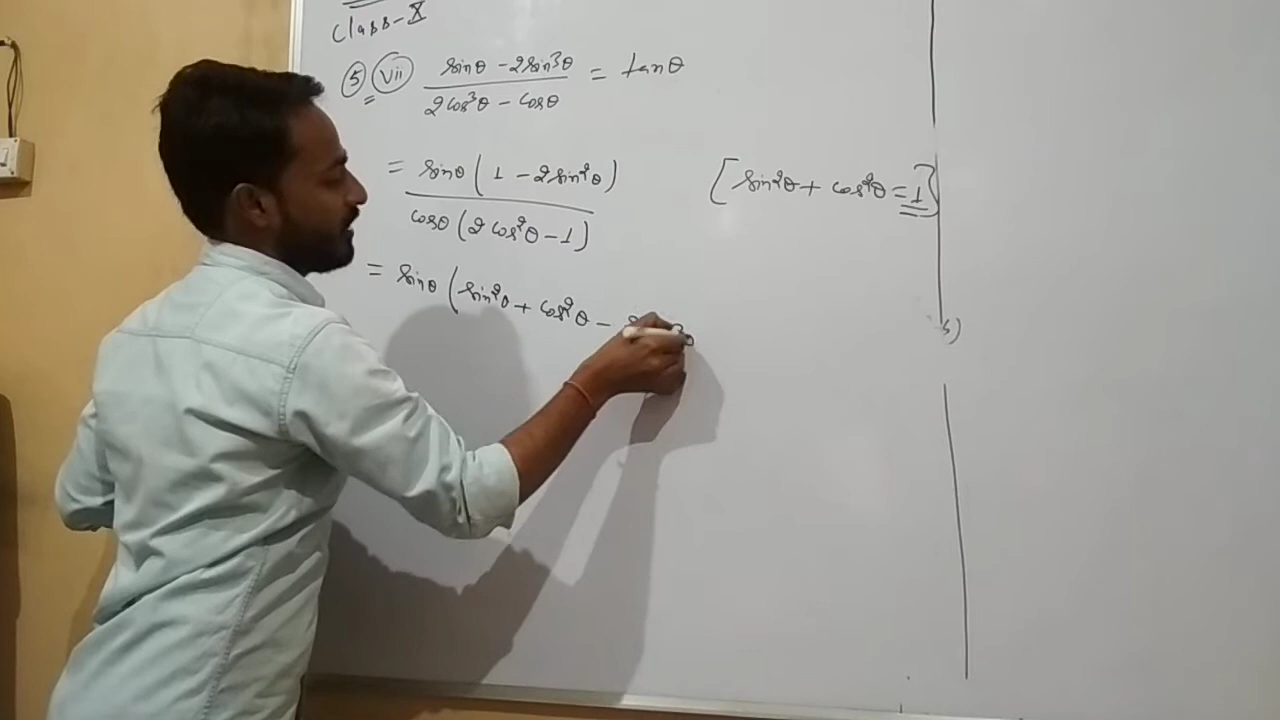 Class-X
5 vii sinθ - 2sin³θ / 2cos³θ - cosθ = tanθ
= sinθ (1 - 2sin²θ) / cosθ (2cos²θ - 1) [sin²θ + cos²θ = 1]
= sinθ (sin²θ + cos²θ -